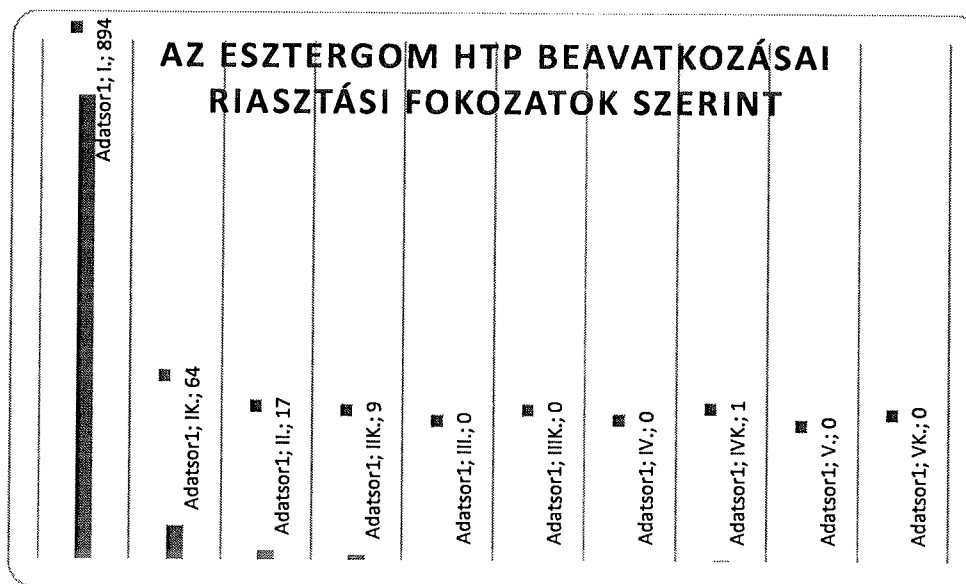 AZ ESZTERGOM HTP BEAVATKOZÁSAI
RIASZTÁSI FOKOZATOK SZERINT
Adatsor1; I.; 894
Adatsor1; IK.; 64
Adatsor1; II.; 17
Adatsor1; IIK.; 9
Adatsor1; III.; 0
Adatsor1; IIIK.; 0
Adatsor1; IV.; 0
Adatsor1; IVK.; 1
Adatsor1; V.; 0
Adatsor1; VK.; 0